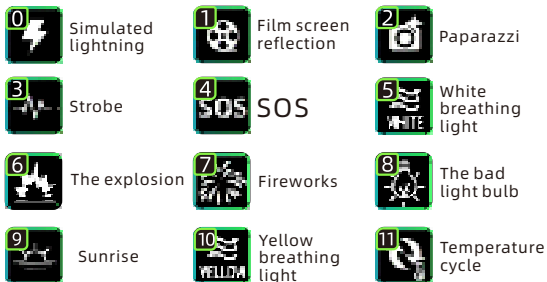 0
Simulated
lightning
1
Film screen
reflection
2
Paparazzi
3
Strobe
4
SOS
SOS
5
WHITE
White
breathing
light
6
The explosion
7
Fireworks
8
The bad
light bulb
9
Sunrise
10
YELLOW
Yellow
breathing
light
11
Temperature
cycle